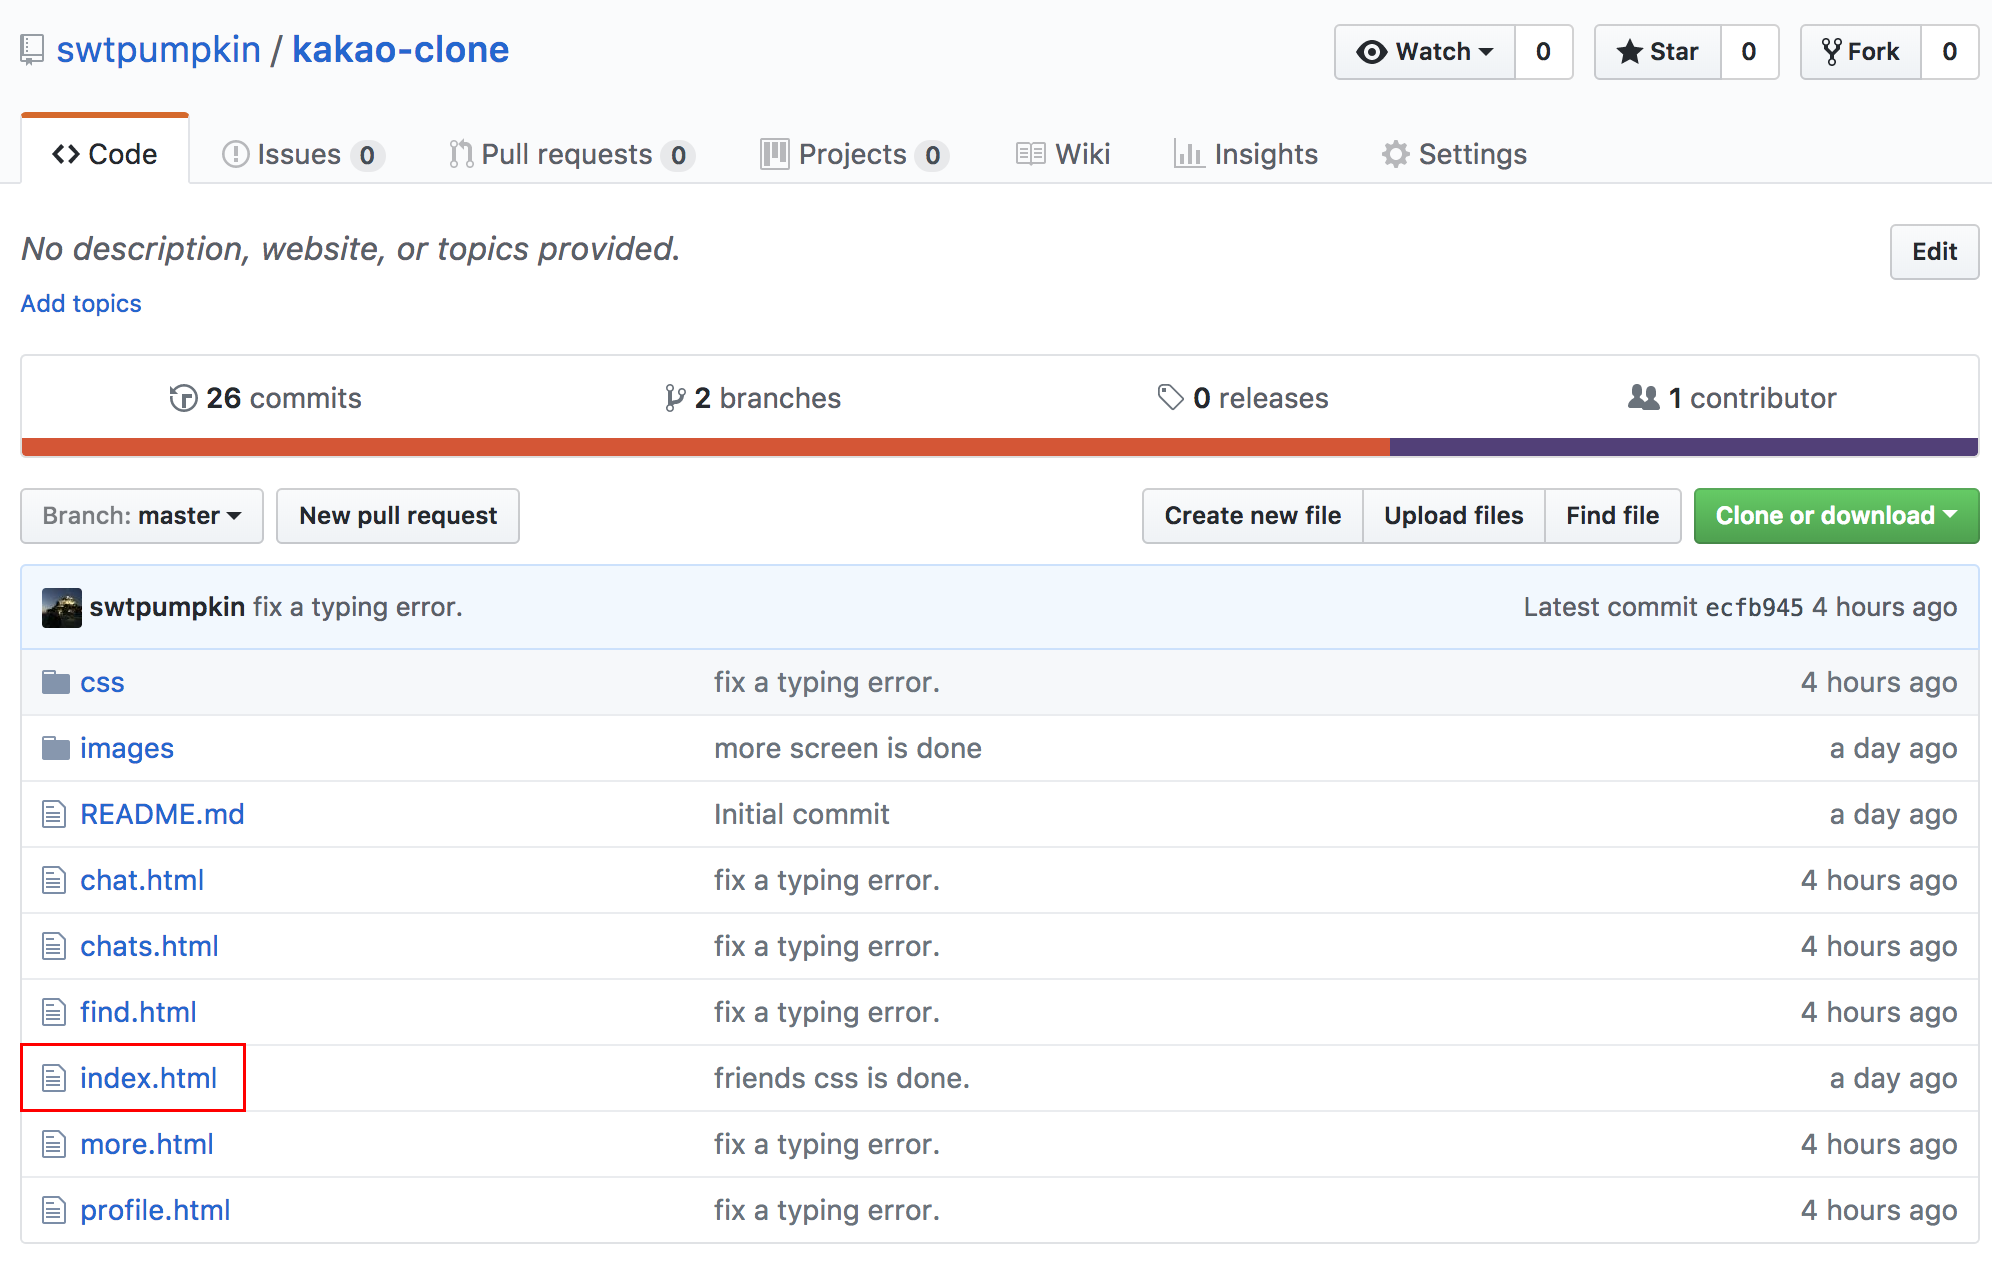 swtpumpkin / kakao-clone
Watch 0 Star 0 Fork 0
Code Issues 0 Pull requests 0 Projects 0 Wiki Insights Settings
No description, website, or topics provided.
Edit
Add topics
26 commits 2 branches 0 releases 1 contributor
Branch: master New pull request Create new file Upload files Find file Clone or download
swtpumpkin fix a typing error. Latest commit ecfb945 4 hours ago
css fix a typing error. 4 hours ago
images more screen is done a day ago
README.md Initial commit a day ago
chat.html fix a typing error. 4 hours ago
chats.html fix a typing error. 4 hours ago
find.html fix a typing error. 4 hours ago
index.html friends css is done. a day ago
more.html fix a typing error. 4 hours ago
profile.html fix a typing error. 4 hours ago